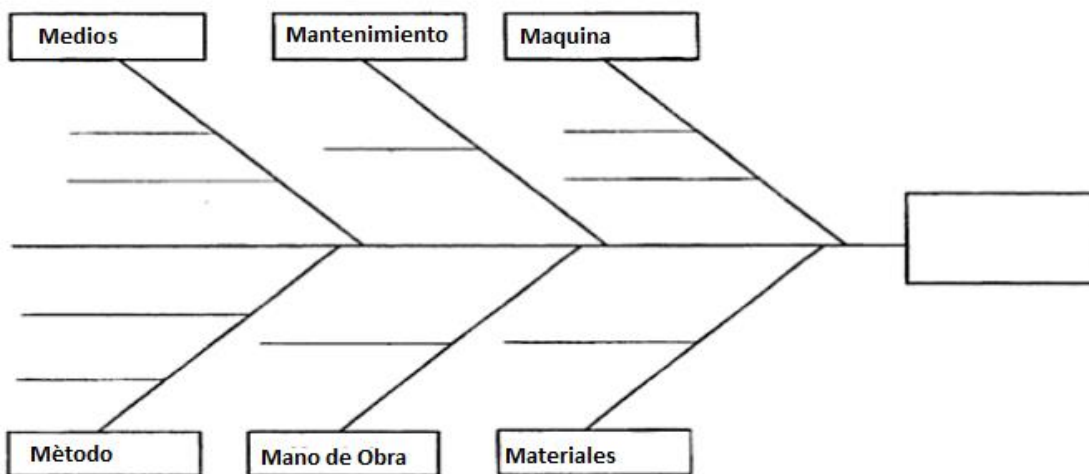 Medios
Mantenimiento
Maquina
Mètodo
Mano de Obra
Materiales